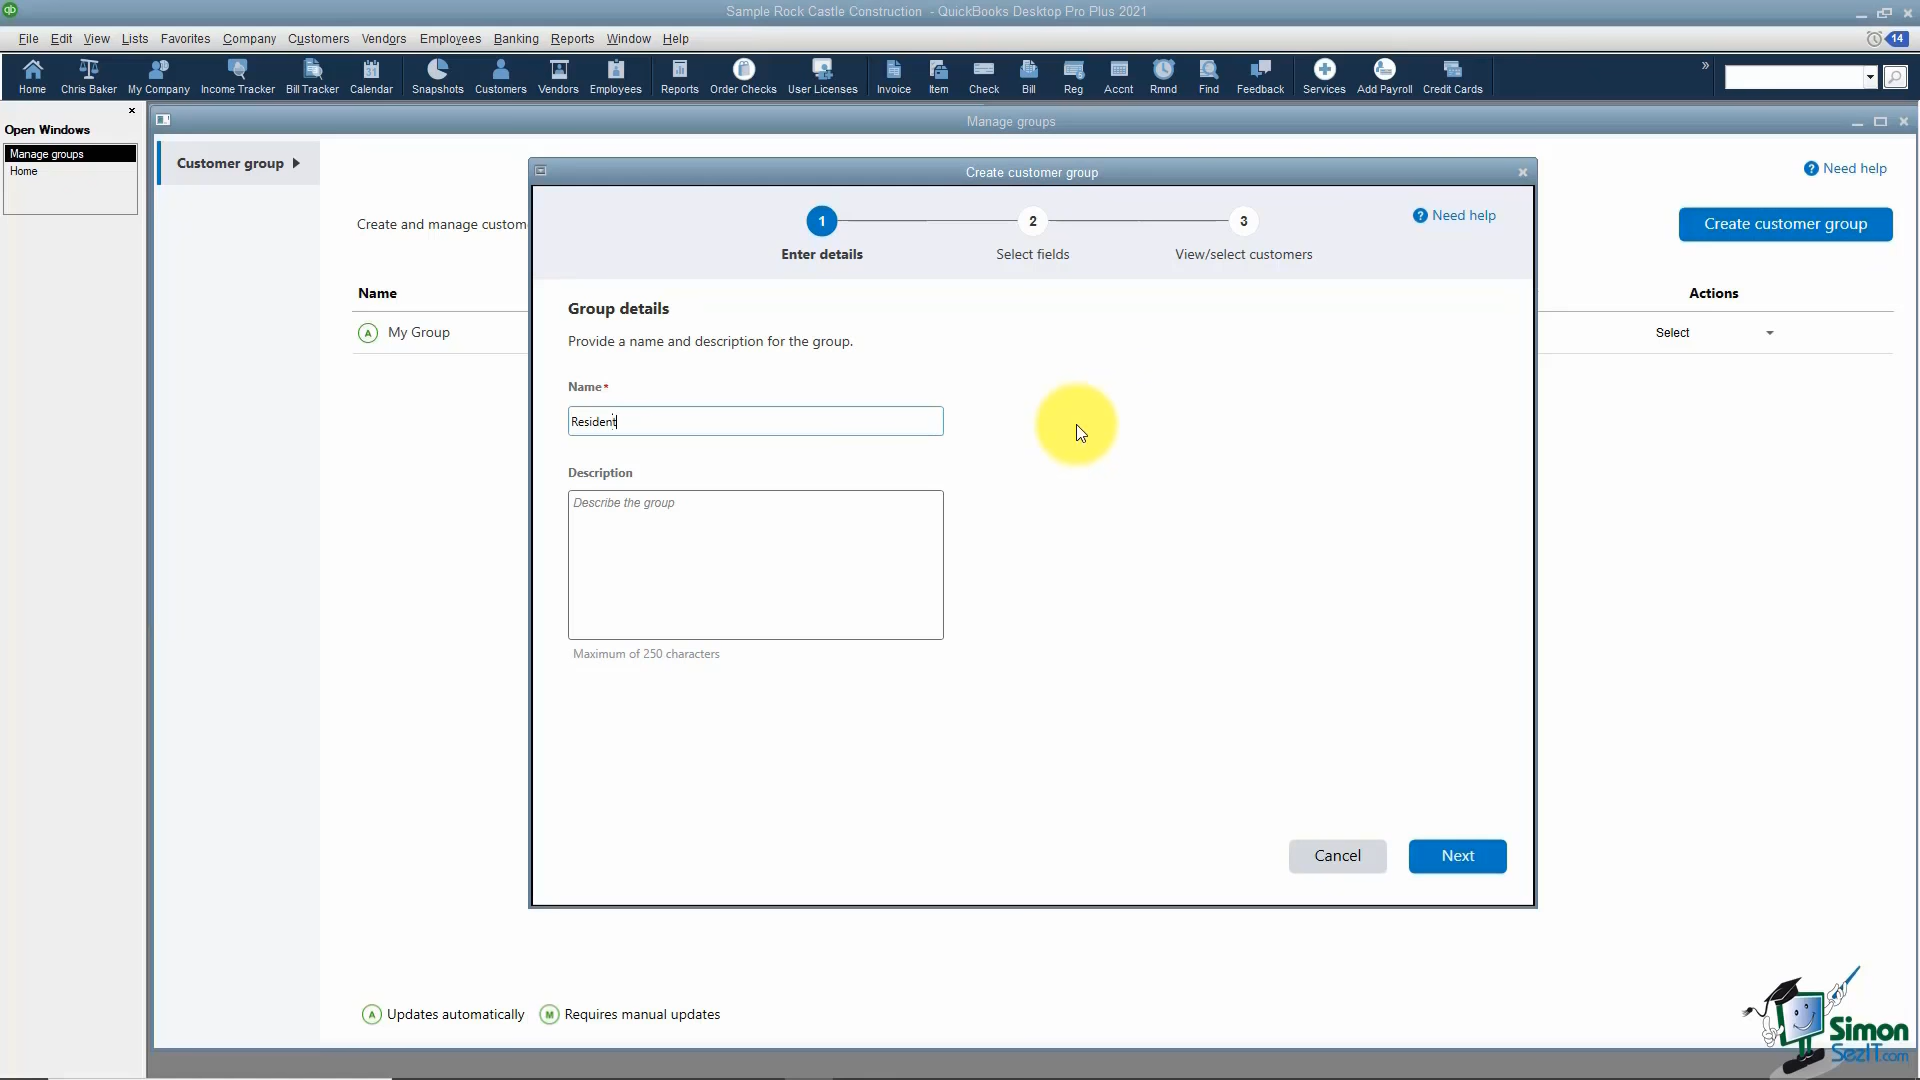 qb
Sample Rock Castle Construction - QuickBooks Desktop Pro Plus 2021
File Edit View Lists Favorites Company Customers Vendors Employees Banking Reports Window Help
14
31
Home Chris Baker My Company Income Tracker Bill Tracker Calendar Snapshots Customers Vendors Employees Reports Order Checks User Licenses Invoice Item Check Bill Reg Accnt Rmnd Find Feedback Services Add Payroll Credit Cards
Open Windows
Manage groups
Home
Manage groups
Customer group
Need help
Create and manage custom
Create customer group
Name
Actions
A My Group
Select
Create customer group
1 2 3
Need help
Enter details Select fields View/select customers
Group details
Provide a name and description for the group.
Name*
Resident
Description
Describe the group
Maximum of 250 characters
Cancel Next
A Updates automatically M Requires manual updates
Simon
SezIT.com